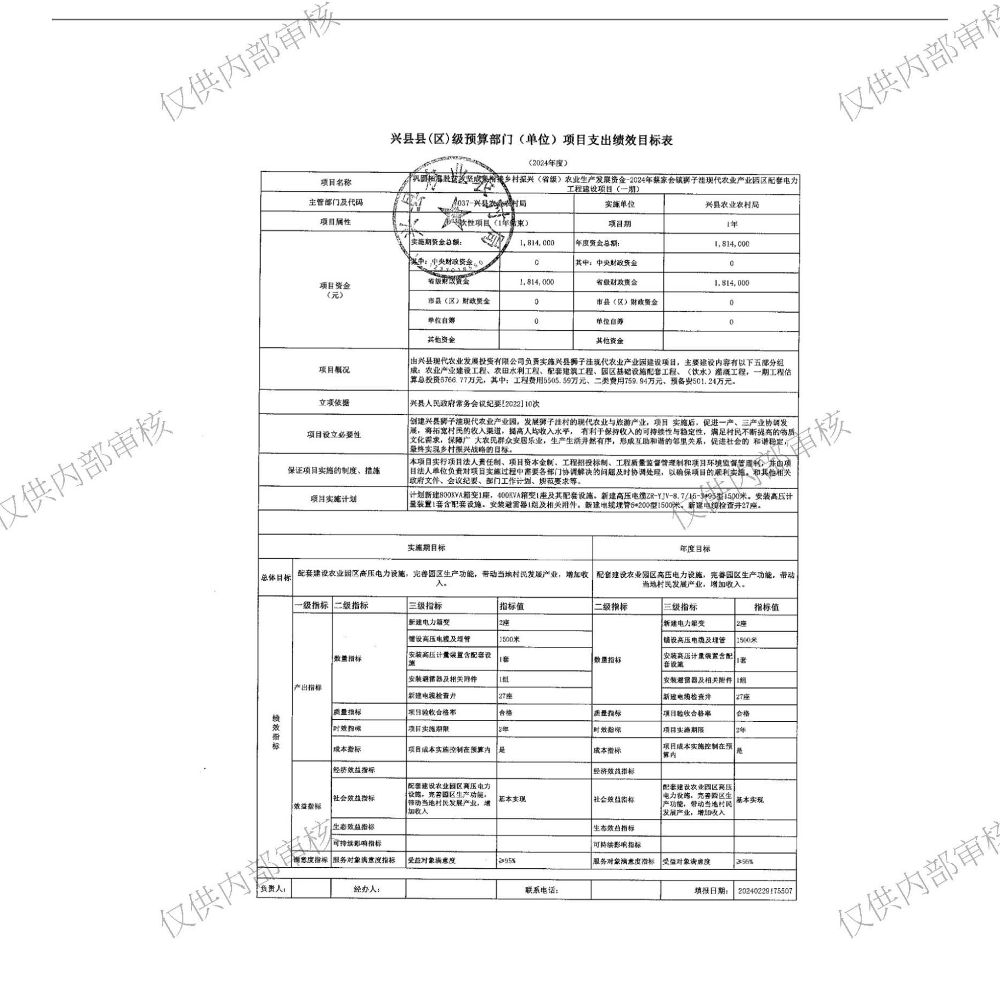 兴县县(区)级预算部门（单位）项目支出绩效目标表
（2024年度）
项目名称 巩固拓展脱贫攻坚成果衔接乡村振兴（省级）农业生产发展资金-2024年蔡家会镇狮子洼现代农业产业园区配套电力
工程建设项目（一期）
主管部门及代码 037-兴县农业农村局 实施单位 兴县农业农村局
项目属性 次性项目（1年结束） 项目期 1年
项目资金
（元）
实施期资金总额： 1,814,000 年度资金总额： 1,814,000
其中：中央财政资金 0 其中：中央财政资金 0
省级财政资金 1,814,000 省级财政资金 1,814,000
市县（区）财政资金 0 市县（区）财政资金 0
单位自筹 0 单位自筹 0
其他资金 其他资金
项目概况
由兴县现代农业发展投资有限公司负责实施兴县狮子洼现代农业产业园建设项目，主要建设内容有以下五部分组
成：农业产业建设工程、农田水利工程、配套建筑工程、园区基础设施配套工程、（饮水）灌溉工程，一期工程估
算总投资6766.77万元，其中：工程费用5505.59万元、二类费用759.94万元、预备费501.24万元。
立项依据 兴县人民政府常务会议纪要[2022]10次
项目设立必要性
创建兴县狮子洼现代农业产业园，发展狮子洼村的现代农业与旅游产业，项目 实施后，促进一产、三产业协调发
展，将拓宽村民的收入渠道，提高人均收入水平， 有利于保持收入的可持续性与稳定性，满足村民不断提高的物质
文化需求，保障广 大农民群众安居乐业，生产生活井然有序，形成互助和谐的邻里关系，促进社会的 和谐稳定，
最终实现乡村振兴战略的目标。
保证项目实施的制度、措施
本项目实行项目法人责任制、项目资本金制、工程招投标制、工程质量监督管理制和项目环境监督管理制，并由项
目法人单位负责对项目实施过程中需要各部门协调解决的问题及时协调处理，以确保项目的顺利实施。和其他相关
政府文件、会议纪要、部门工作计划、规范要求等。
项目实施计划
计划新建800KVA箱变1座，400KVA箱变1座及其配套设施。新建高压电缆ZR-YJV-8.7/15-3*95型1500米。安装高压计
量装置1套含配套设施。安装避雷器1组及相关附件。新建电缆埋管6*200型1500米。新建电缆检查井27座。
实施期目标 年度目标
总体目标
配套建设农业园区高压电力设施，完善园区生产功能，带动当地村民发展产业，增加收
入。
配套建设农业园区高压电力设施，完善园区生产功能，带动
当地村民发展产业，增加收入。
绩效指标
一级指标 二级指标 三级指标 指标值 二级指标 三级指标 指标值
产出指标
数量指标 新建电力箱变 2座 数量指标 新建电力箱变 2座
铺设高压电缆及埋管 1500米 铺设高压电缆及埋管 1500米
安装高压计量装置含配套设
施 1套
安装高压计量装置含配
套设施 1套
安装避雷器及相关附件 1组 安装避雷器及相关附件 1组
新建电缆检查井 27座 新建电缆检查井 27座
质量指标 项目验收合格率 合格 质量指标 项目验收合格率 合格
时效指标 项目实施期限 2年 时效指标 项目实施期限 2年
成本指标 项目成本实施控制在预算内 是 成本指标 项目成本实施控制在预
算内 是
效益指标
经济效益指标 经济效益指标
社会效益指标
配套建设农业园区高压电力
设施，完善园区生产功能，
带动当地村民发展产业，增
加收入
基本实现
社会效益指标
配套建设农业园区高压
电力设施，完善园区生
产功能，带动当地村民
发展产业，增加收入
基本实现
生态效益指标 生态效益指标
可持续影响指标 可持续影响指标
满意度指标 服务对象满意度指标 受益对象满意度 ≥95% 服务对象满意度指标 受益对象满意度 ≥95%
负责人： 经办人： 联系电话： 填报日期： 20240229175507
仅供内部审核
仅供内部审核
仅供内部审核
仅供内部审核
仅供内部审核
仅供内部审核